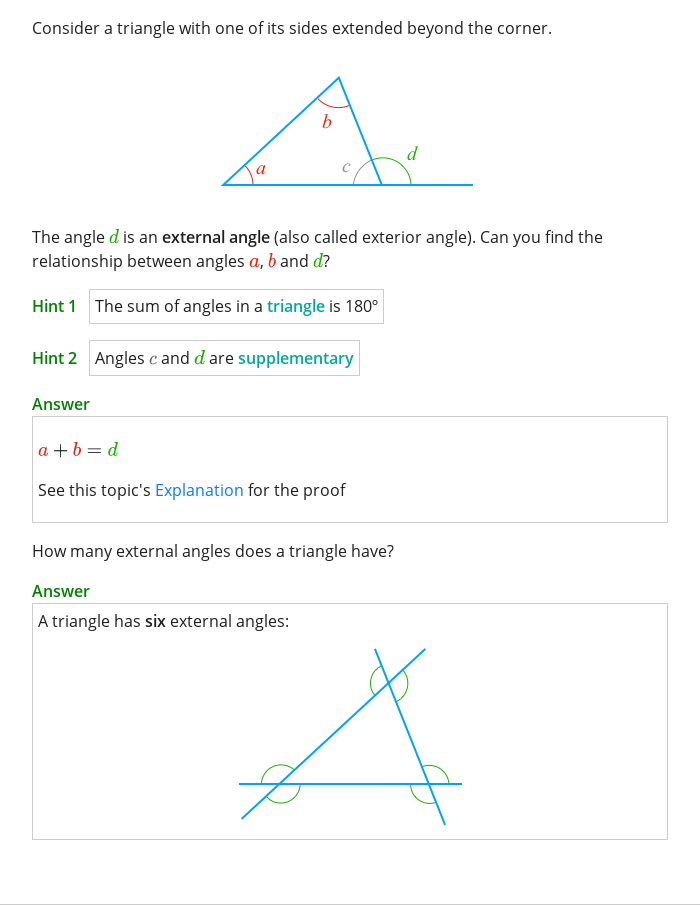 Consider a triangle with one of its sides extended beyond the corner.
b
d
a
c
The angle d is an external angle (also called exterior angle). Can you find the
relationship between angles a, b and d?
Hint 1 The sum of angles in a triangle is 180º
Hint 2 Angles c and d are supplementary
Answer
a + b = d
See this topic's Explanation for the proof
How many external angles does a triangle have?
Answer
A triangle has six external angles: